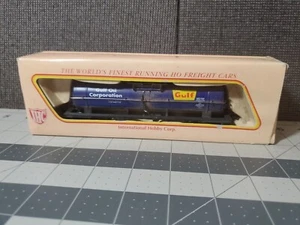 THE WORLD'S FINEST RUNNING HO FREIGHT CARS
Gulf Oil
Corporation
Gulf
IHC
International Hobby Corp.